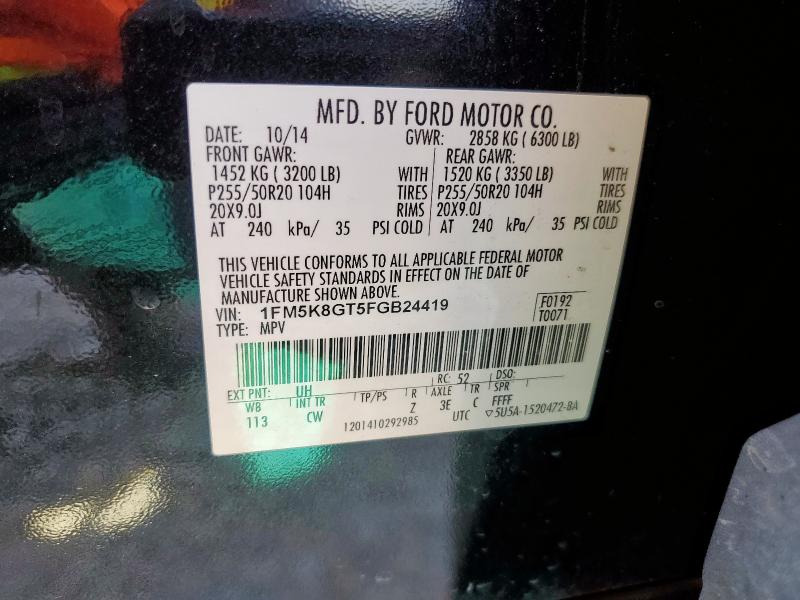 MFD. BY FORD MOTOR CO.
DATE: 10/14 GVWR: 2858 KG ( 6300 LB)
FRONT GAWR: REAR GAWR:
1452 KG ( 3200 LB) WITH 1520 KG ( 3350 LB) WITH
P255/50R20 104H TIRES P255/50R20 104H TIRES
20X9.0J RIMS 20X9.0J RIMS
AT 240 kPa/ 35 PSI COLD AT 240 kPa/ 35 PSI COLD
THIS VEHICLE CONFORMS TO ALL APPLICABLE FEDERAL MOTOR
VEHICLE SAFETY STANDARDS IN EFFECT ON THE DATE OF
MANUFACTURE SHOWN ABOVE.
VIN: 1FM5K8GT5FGB24419 F0192
TYPE: MPV T0071
RC: 52 DSO:
EXT PNT: UH
WB INT TR TP/PS R AXLE TR SPR
113 CW Z 3E C FFFF
1201410292985 UTC ▽5U5A-1520472-BA